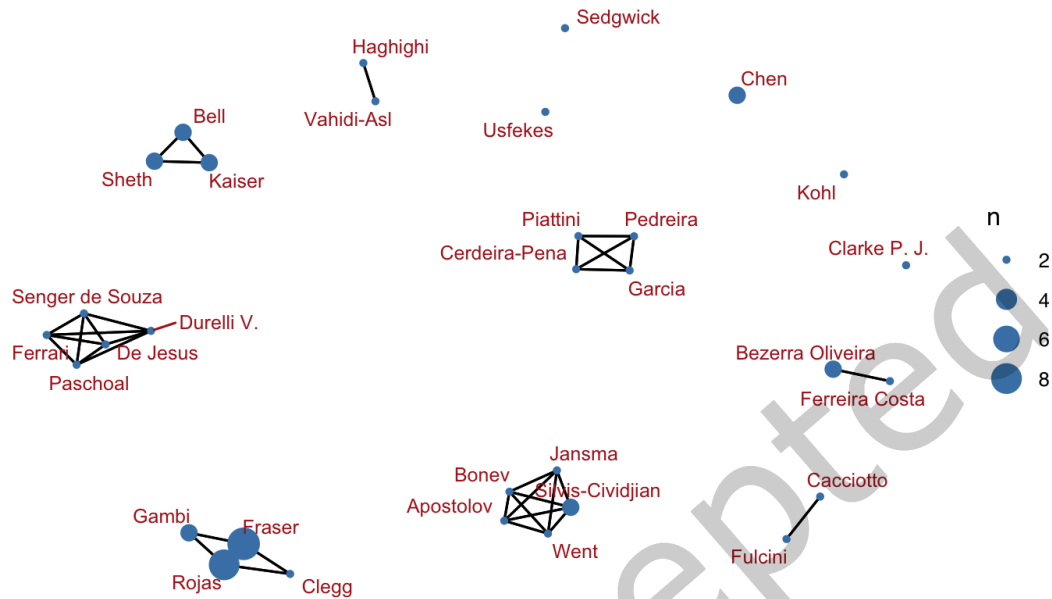 Sedgwick
Haghighi
Chen
Bell
Vahidi-Asl
Usfekes
Sheth
Kaiser
Kohl
Piattini
Pedreira
n
Cerdeira-Pena
Clarke P. J.
2
Garcia
Senger de Souza
4
Durelli V.
Ferrari
De Jesus
6
Bezerra Oliveira
Paschoal
8
Ferreira Costa
Jansma
Bonev
Silvis-Cividjian
Cacciotto
Apostolov
Gambi
Fraser
Went
Fulcini
Rojas
Clegg
epted